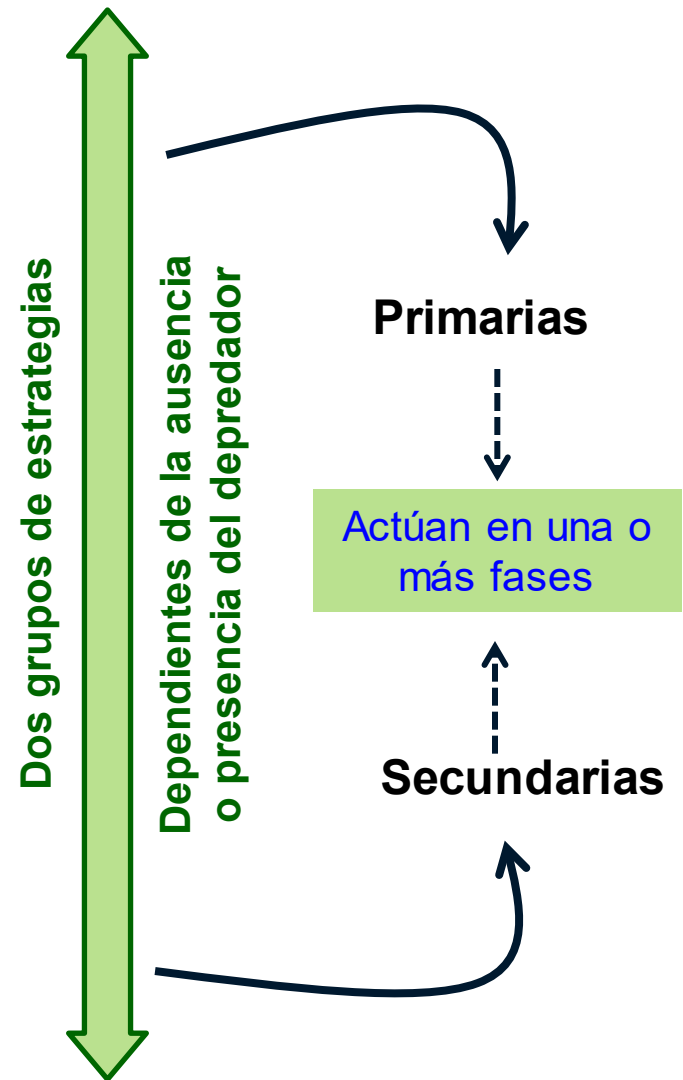 Dos grupos de estrategias
Dependientes de la ausencia
o presencia del depredador
Primarias
Actúan en una o
más fases
Secundarias